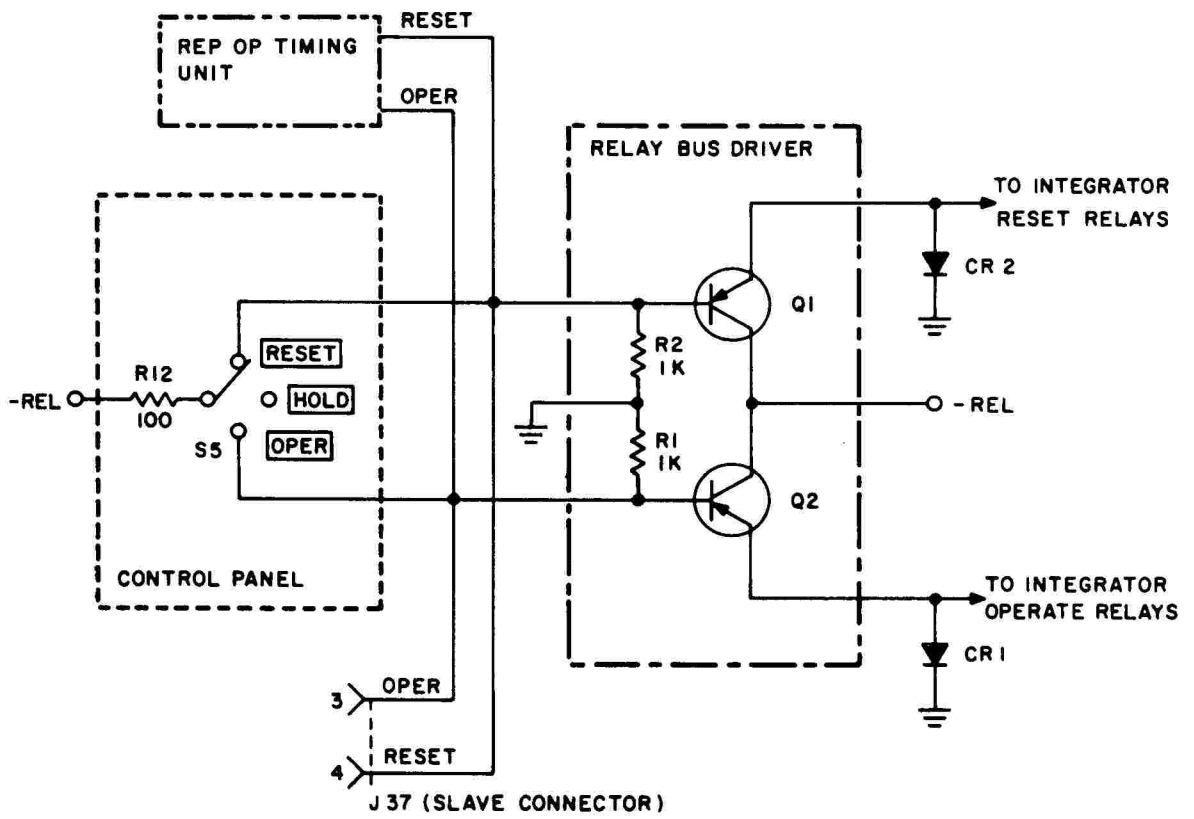 RESET
REP OP TIMING
UNIT
OPER
RELAY BUS DRIVER
TO INTEGRATOR
RESET RELAYS
CR 2
Q1
R2
1K
RESET
R12
-REL
100
HOLD
S5
OPER
-REL
R1
1K
Q2
CONTROL PANEL
TO INTEGRATOR
OPERATE RELAYS
CR 1
3
OPER
4
RESET
J 37 (SLAVE CONNECTOR)